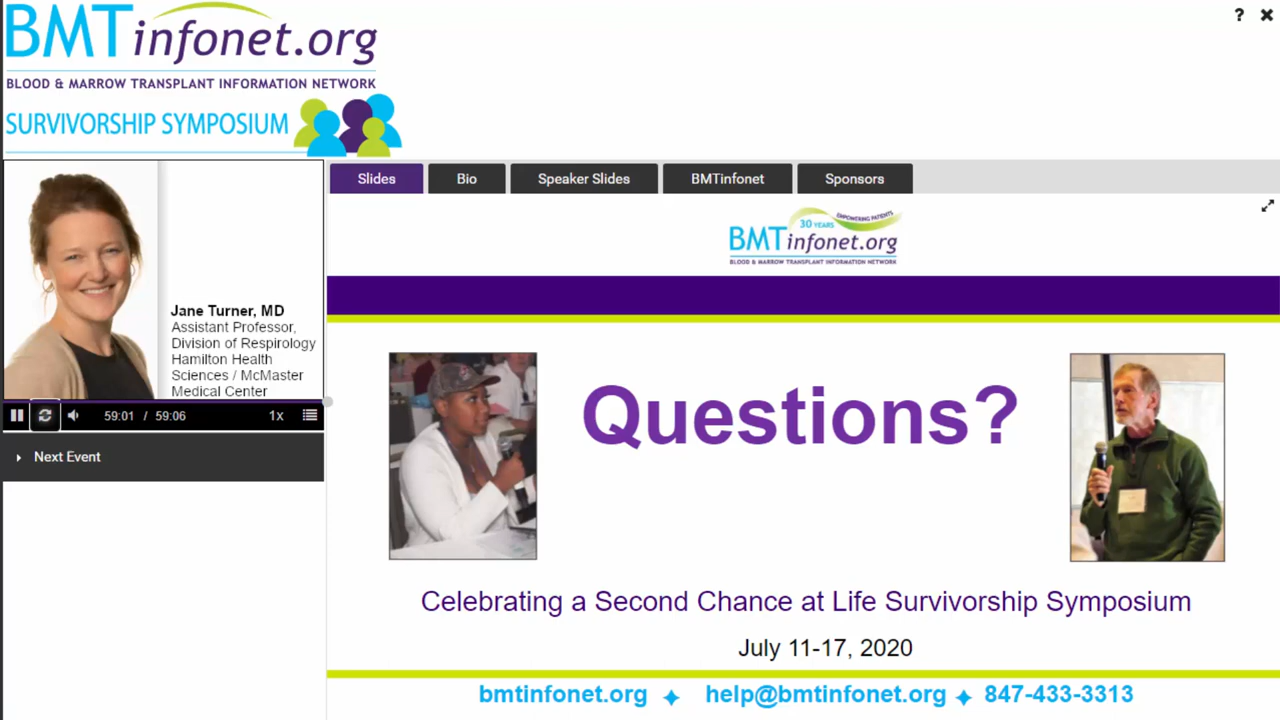 BMTinfonet.org
BLOOD & MARROW TRANSPLANT INFORMATION NETWORK
SURVIVORSHIP SYMPOSIUM
?
Slides
Bio
Speaker Slides
BMTinfonet
Sponsors
30 YEARS
EMPOWERING PATIENTS
BMTinfonet.org
BLOOD & MARROW TRANSPLANT INFORMATION NETWORK
Jane Turner, MD
Assistant Professor,
Division of Respirology
Hamilton Health
Sciences / McMaster
Medical Center
59:01 / 59:06
1x
Next Event
Questions?
Celebrating a Second Chance at Life Survivorship Symposium
July 11-17, 2020
bmtinfonet.org
help@bmtinfonet.org
847-433-3313